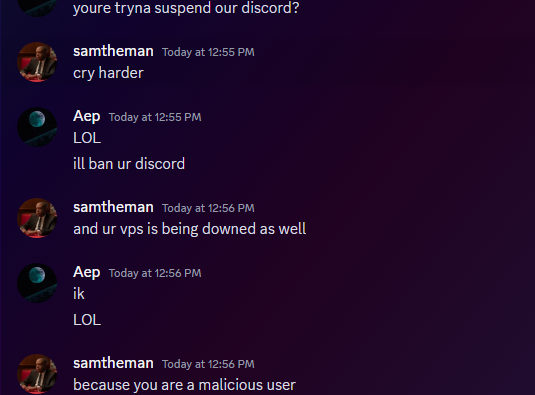 youre tryna suspend our discord?
samtheman Today at 12:55 PM
cry harder
Aep Today at 12:55 PM
LOL
ill ban ur discord
samtheman Today at 12:56 PM
and ur vps is being downed as well
Aep Today at 12:56 PM
ik
LOL
samtheman Today at 12:56 PM
because you are a malicious user